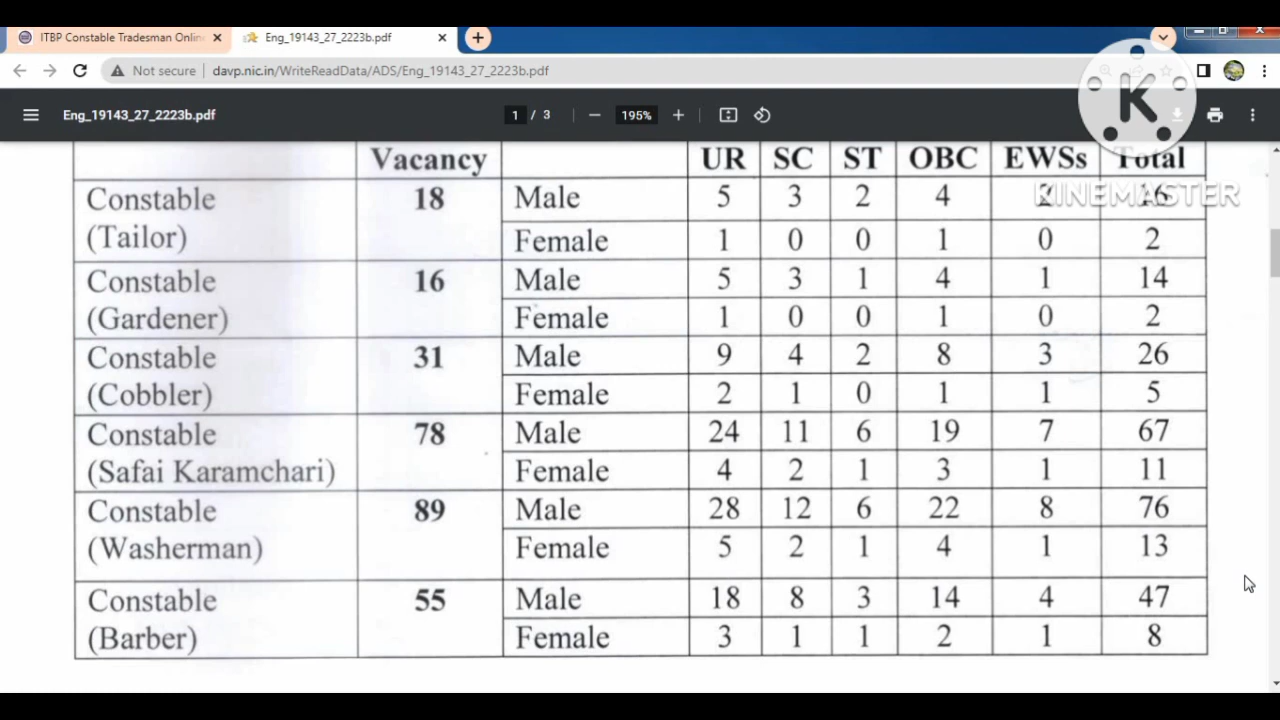 ITBP Constable Tradesman Onlin
Eng_19143_27_2223b.pdf
Not secure davp.nic.in/WriteReadData/ADS/Eng_19143_27_2223b.pdf
Eng_19143_27_2223b.pdf 1 / 3 195%
K
KINEMASTER
Vacancy UR SC ST OBC EWSs Total
Constable (Tailor) 18 Male 5 3 2 4 2 16
Female 1 0 0 1 0 2
Constable (Gardener) 16 Male 5 3 1 4 1 14
Female 1 0 0 1 0 2
Constable (Cobbler) 31 Male 9 4 2 8 3 26
Female 2 1 0 1 1 5
Constable (Safai Karamchari) 78 Male 24 11 6 19 7 67
Female 4 2 1 3 1 11
Constable (Washerman) 89 Male 28 12 6 22 8 76
Female 5 2 1 4 1 13
Constable (Barber) 55 Male 18 8 3 14 4 47
Female 3 1 1 2 1 8